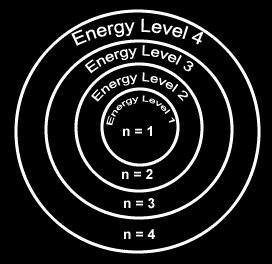 Energy Level 4
Energy Level 3
Energy Level 2
Energy Level 1
n = 1
n = 2
n = 3
n = 4